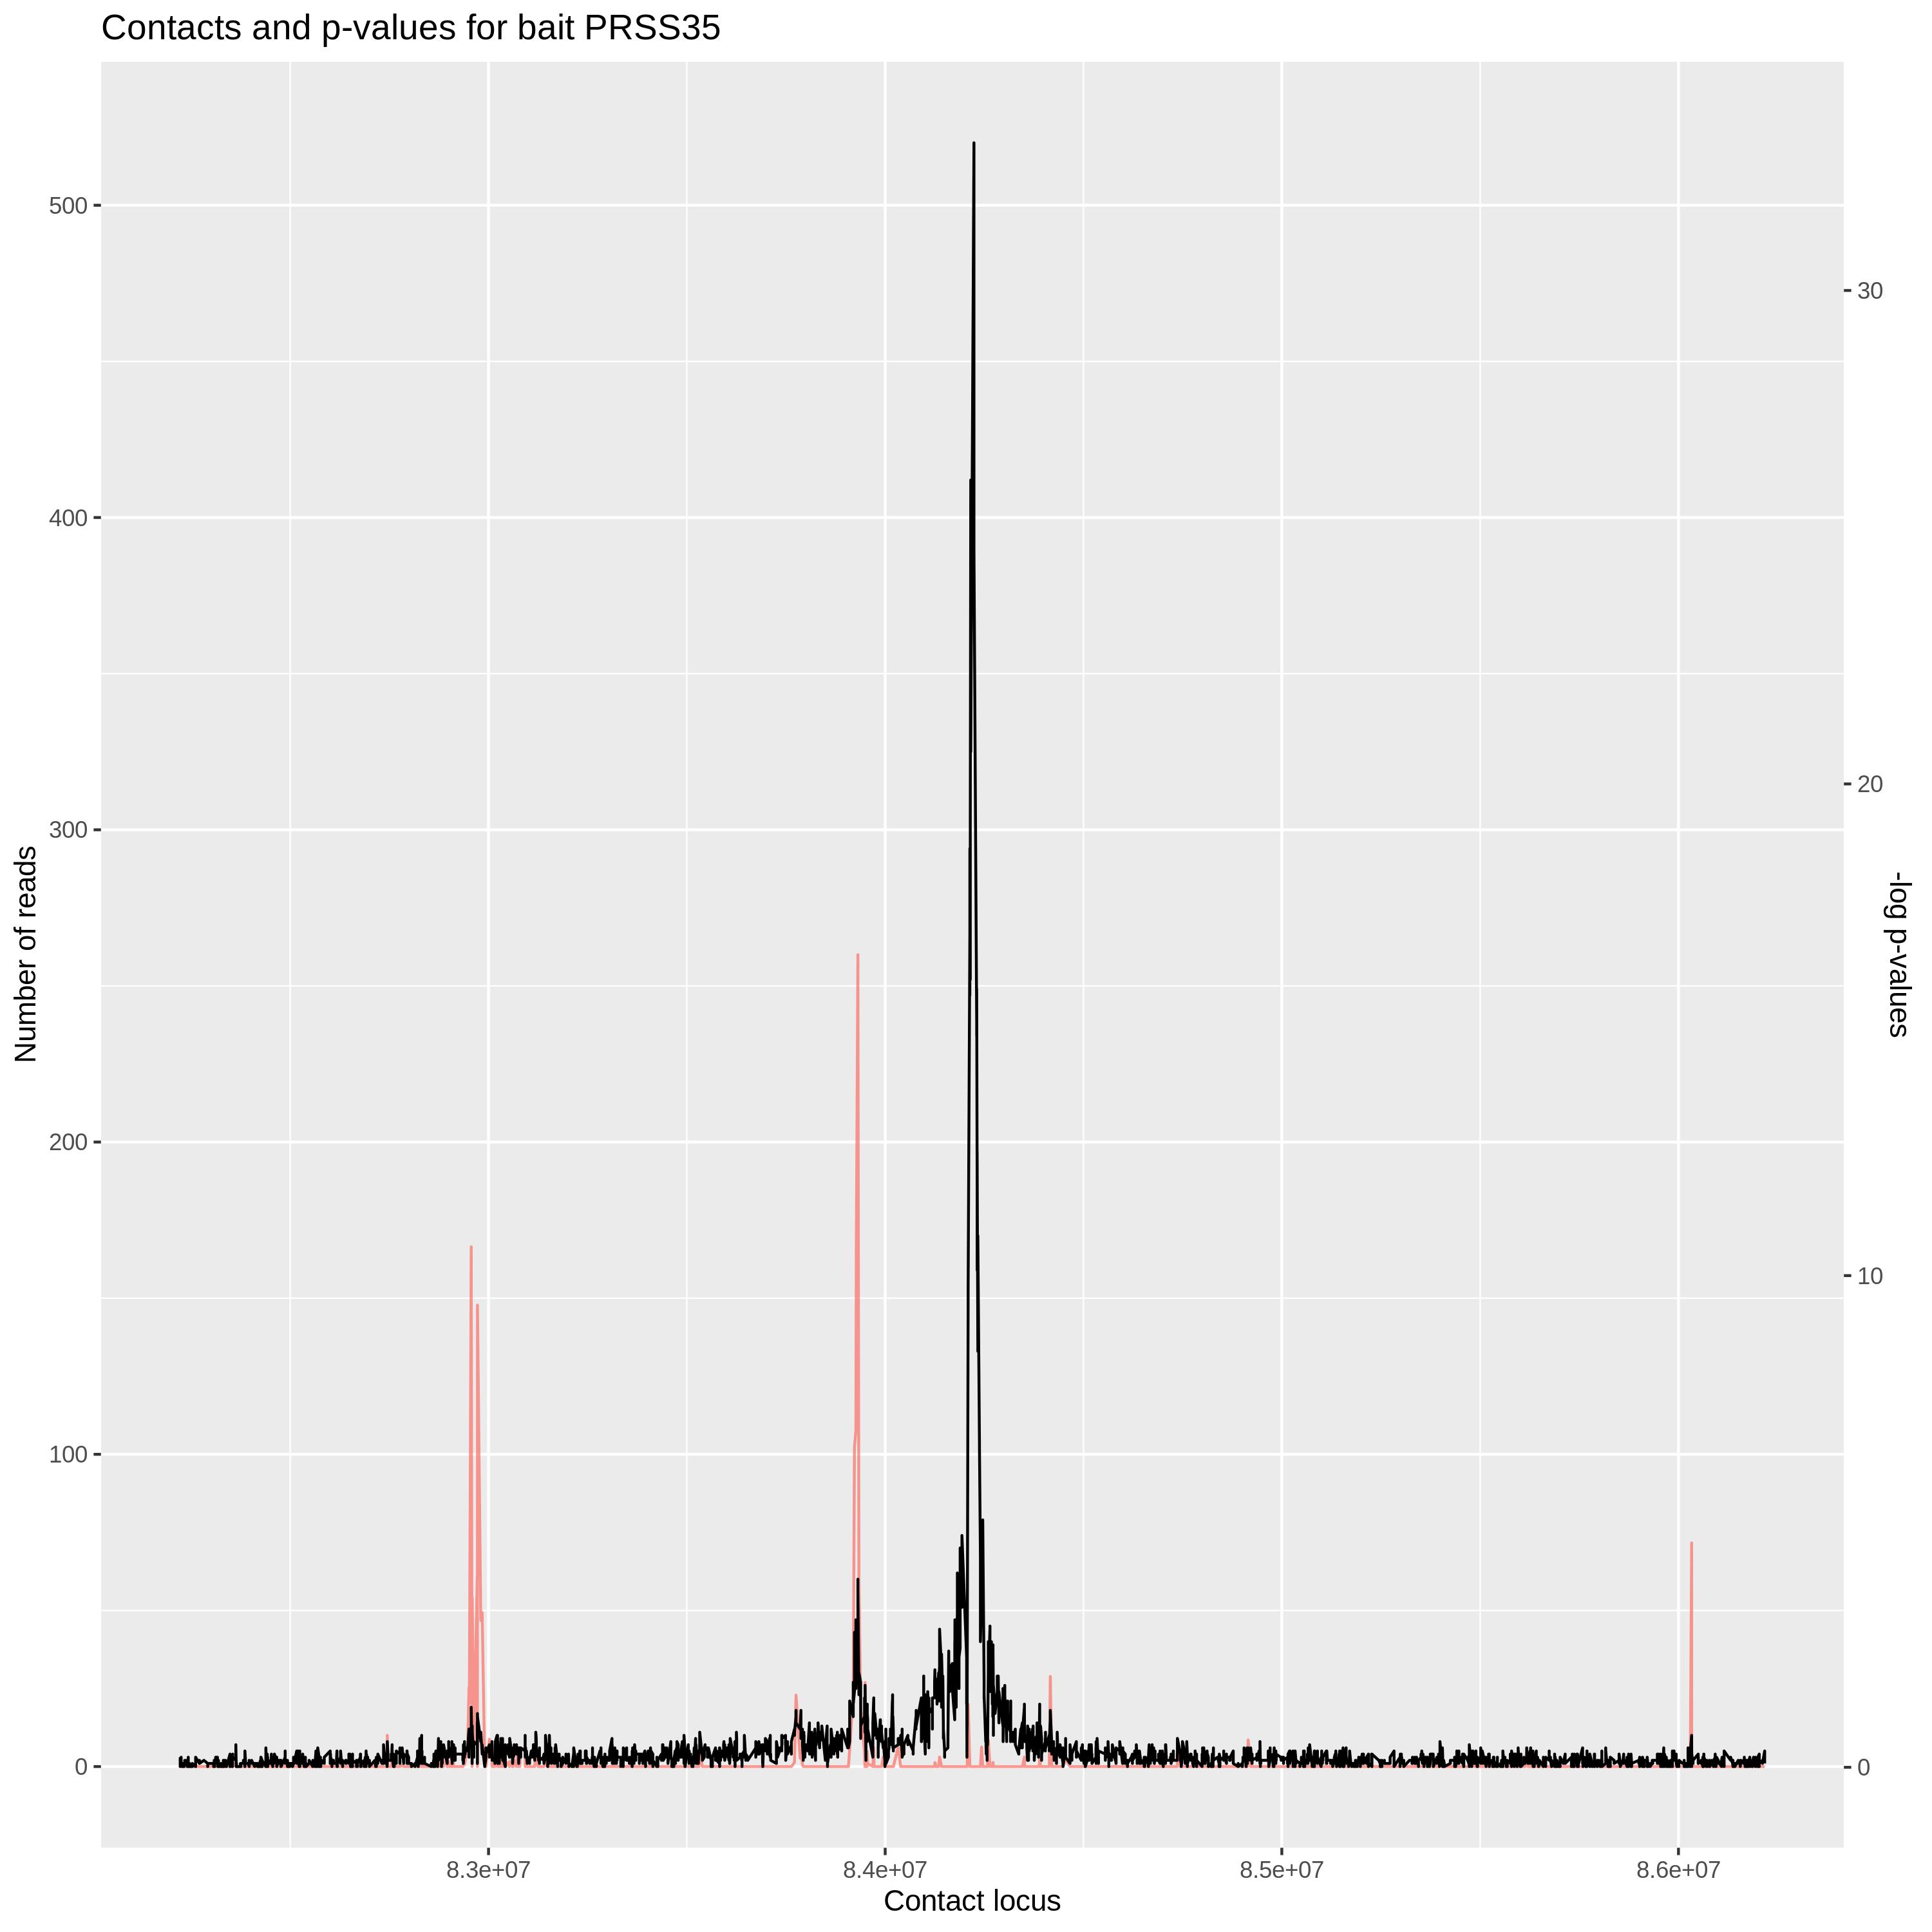 Contacts and p-values for bait PRSS35
500
400
300
200
100
0
Number of reads
30
20
10
0
-log p-values
8.3e+07
8.4e+07
8.5e+07
8.6e+07
Contact locus